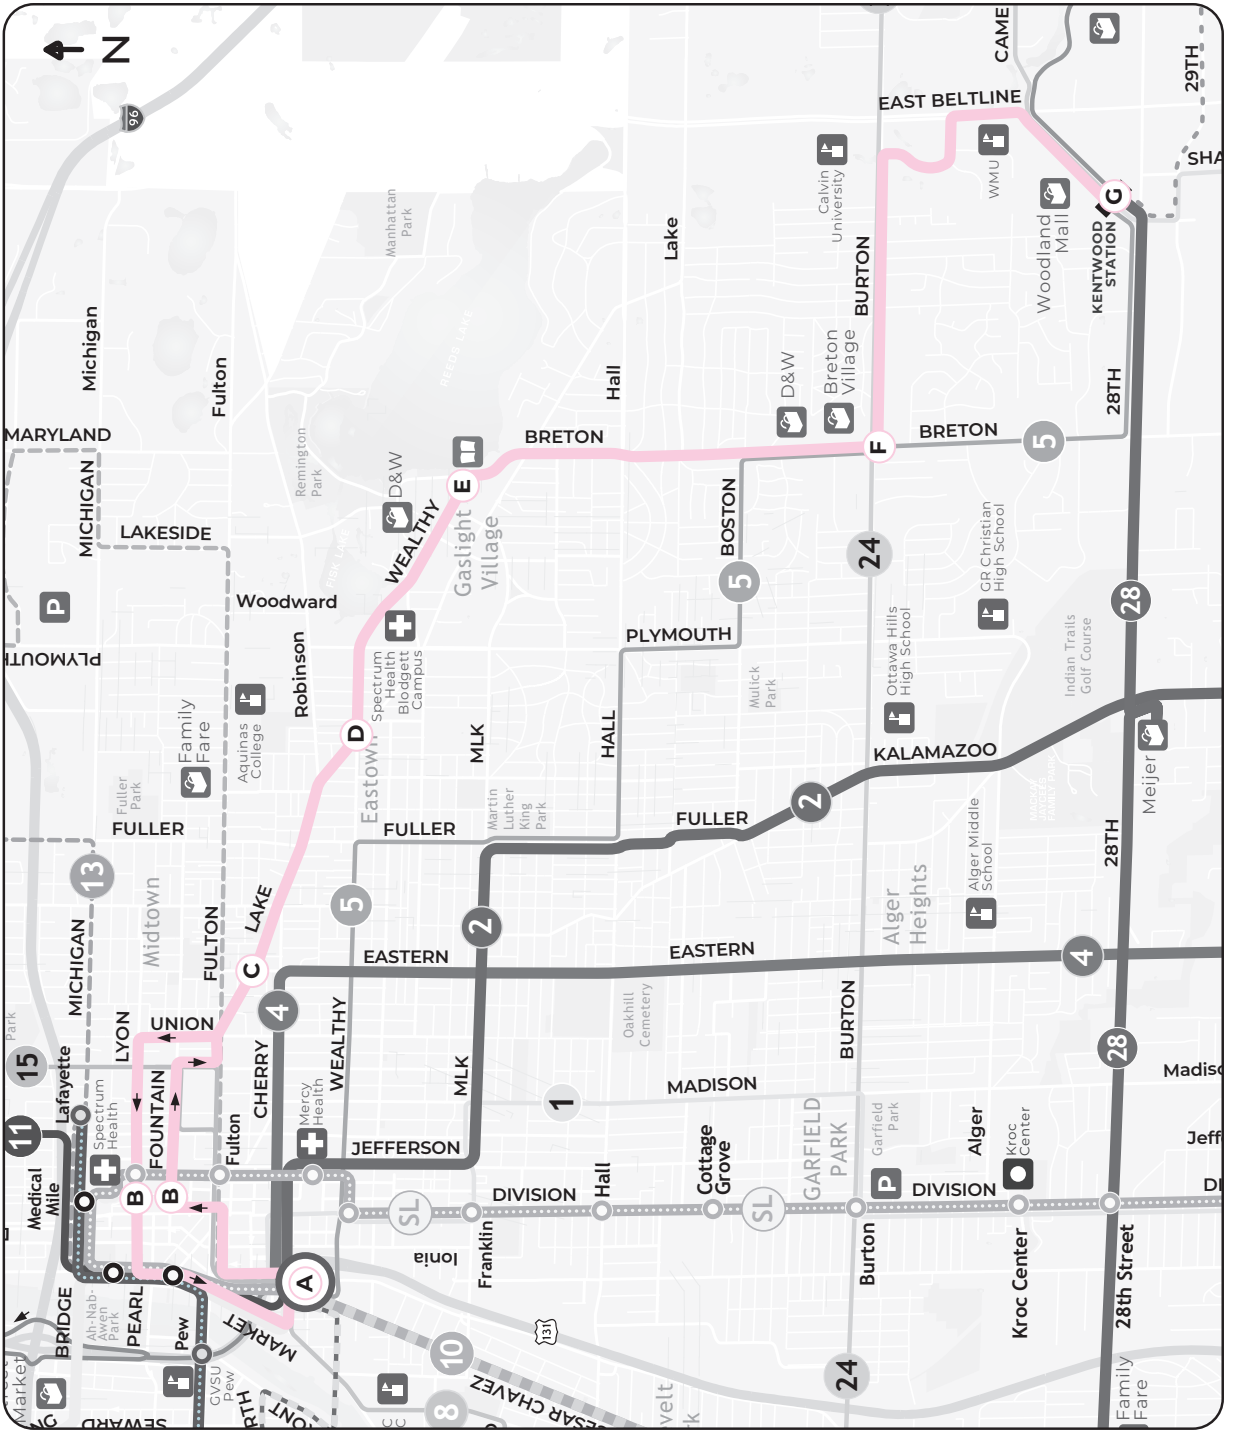 N
96
CAME
29TH
EAST BELTLINE
SHA
WMU
Calvin
University
Woodland
Mall
G
KENTWOOD
STATION
Manhattan
Park
Lake
BURTON
Michigan
Fulton
REEDS LAKE
Hall
D&W
Breton
Village
28TH
MARYLAND
BRETON
BRETON
5
F
MICHIGAN
Remington
Park
D&W
E
LAKESIDE
WEALTHY
Gaslight
Village
BOSTON
5
24
GR Christian
High School
28
FISK LAKE
P
Woodward
PLYMOUTH
PLYMOUTH
Robinson
Spectrum
Health
Blodgett
Campus
Mulick
Park
Ottawa Hills
High School
Indian Trails
Golf Course
Family
Fare
Aquinas
College
D
Eastown
MLK
HALL
KALAMAZOO
Meijer
Fuller
Park
FULLER
FULLER
Martin
Luther
King
Park
FULLER
2
28TH
13
Midtown
LAKE
5
2
Alger Middle
School
Alger
Heights
MICHIGAN
FULTON
C
EASTERN
EASTERN
4
4
Park
15
LYON
UNION
CHERRY
WEALTHY
Oakhill
Cemetery
BURTON
28
Lafayette
Spectrum
Health
FOUNTAIN
Mercy
Health
MLK
1
MADISON
Madiso
11
Fulton
JEFFERSON
GARFIELD
PARK
Garfield
Park
Alger
Kroc
Center
Jeff
Medical
Mile
B
B
SL
DIVISION
Hall
Cottage
Grove
SL
P
DIVISION
DI
A
Ionia
Franklin
Burton
Kroc Center
28th Street
BRIDGE
Ah-Nab-
Awen
Park
PEARL
Pew
MARKET
131
10
Market
GVSU
Pew
CESAR CHAVEZ
24
8
SEWARD
Family
Fare